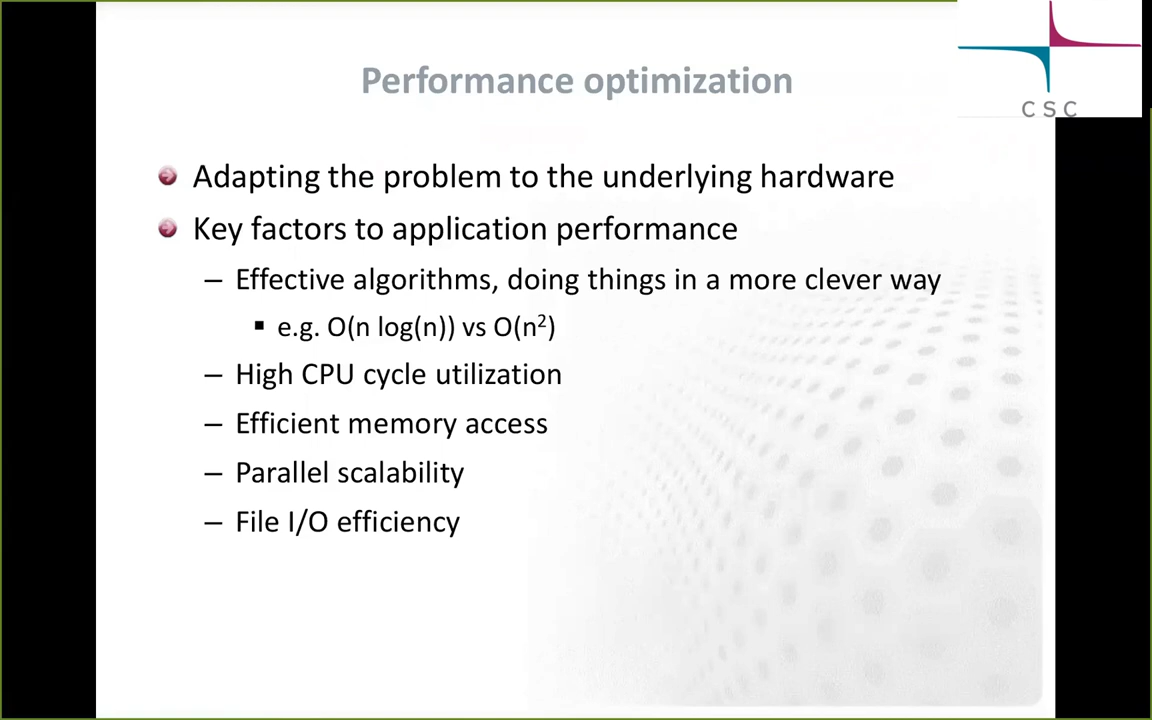 CSC
Performance optimization
Adapting the problem to the underlying hardware
Key factors to application performance
– Effective algorithms, doing things in a more clever way
▪ e.g. O(n log(n)) vs O(n²)
– High CPU cycle utilization
– Efficient memory access
– Parallel scalability
– File I/O efficiency